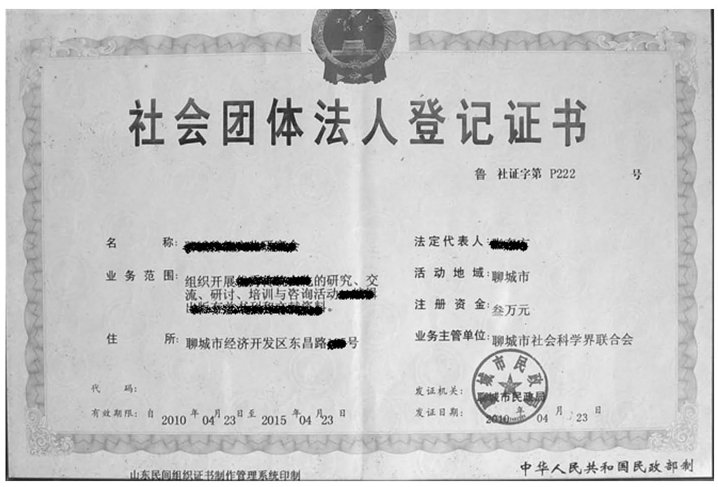 社会团体法人登记证书
鲁 社证字第 P222 号
名 称:
业务范围: 组织开展 的研究、交
流、研讨、培训与咨询活动
料。
住 所: 聊城市经济开发区东昌路 号
代 码:
有效期限: 自 2010 年 04 月 23 日至 2015 年 04 月 23 日
法定代表人:
活动地域: 聊城市
注册资金: 叁万元
业务主管单位: 聊城市社会科学界联合会
发证机关: 聊城市民政局
发证日期: 2010 年 04 月 23 日
城市民政
山东民间组织证书制作管理系统印制
中华人民共和国民政部制